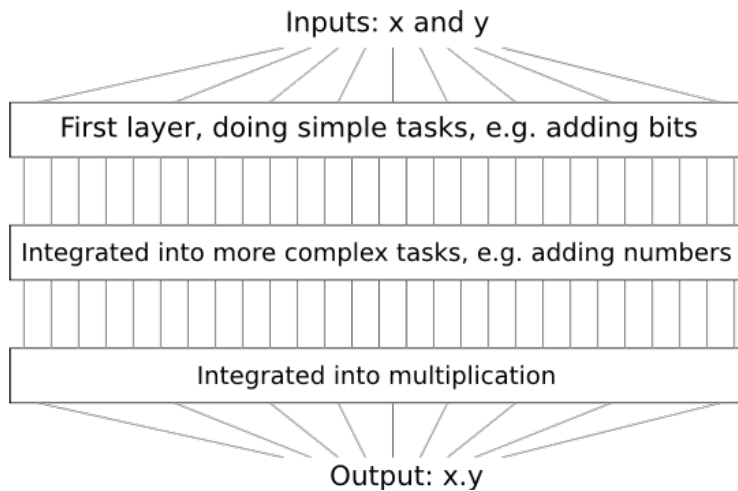 Inputs: x and y
First layer, doing simple tasks, e.g. adding bits
Integrated into more complex tasks, e.g. adding numbers
Integrated into multiplication
Output: x.y